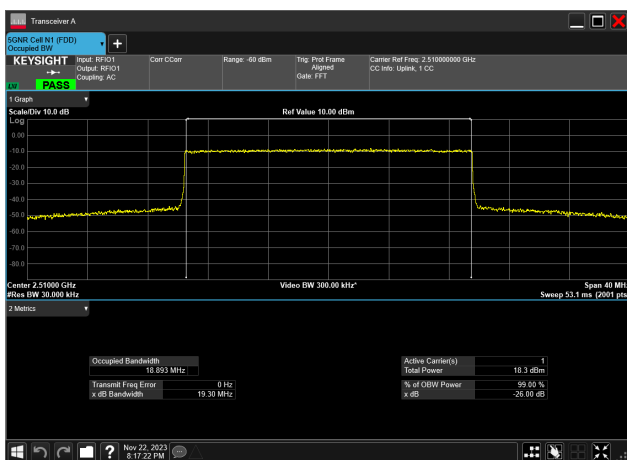 Transceiver A
5GNR Cell N1 (FDD)
Occupied BW
KEYSIGHT
Input: RFIO1
Output: RFIO1
Coupling: AC
Corr CCorr
Range: -60 dBm
Trig: Prot Frame
Aligned
Gate: FFT
Carrier Ref Freq: 2.510000000 GHz
CC Info: Uplink, 1 CC
PASS
1 Graph
Scale/Div 10.0 dB
Ref Value 10.00 dBm
Log
0.00
-10.0
-20.0
-30.0
-40.0
-50.0
-60.0
-70.0
-80.0
Center 2.51000 GHz
Video BW 300.00 kHz*
Span 40 MHz
#Res BW 30.000 kHz
Sweep 53.1 ms (2001 pts
2 Metrics
Occupied Bandwidth
18.893 MHz
Active Carrier(s) 1
Total Power 18.3 dBm
Transmit Freq Error 0 Hz
x dB Bandwidth 19.30 MHz
% of OBW Power 99.00 %
x dB -26.00 dB
?
Nov 22, 2023
8:17:22 PM